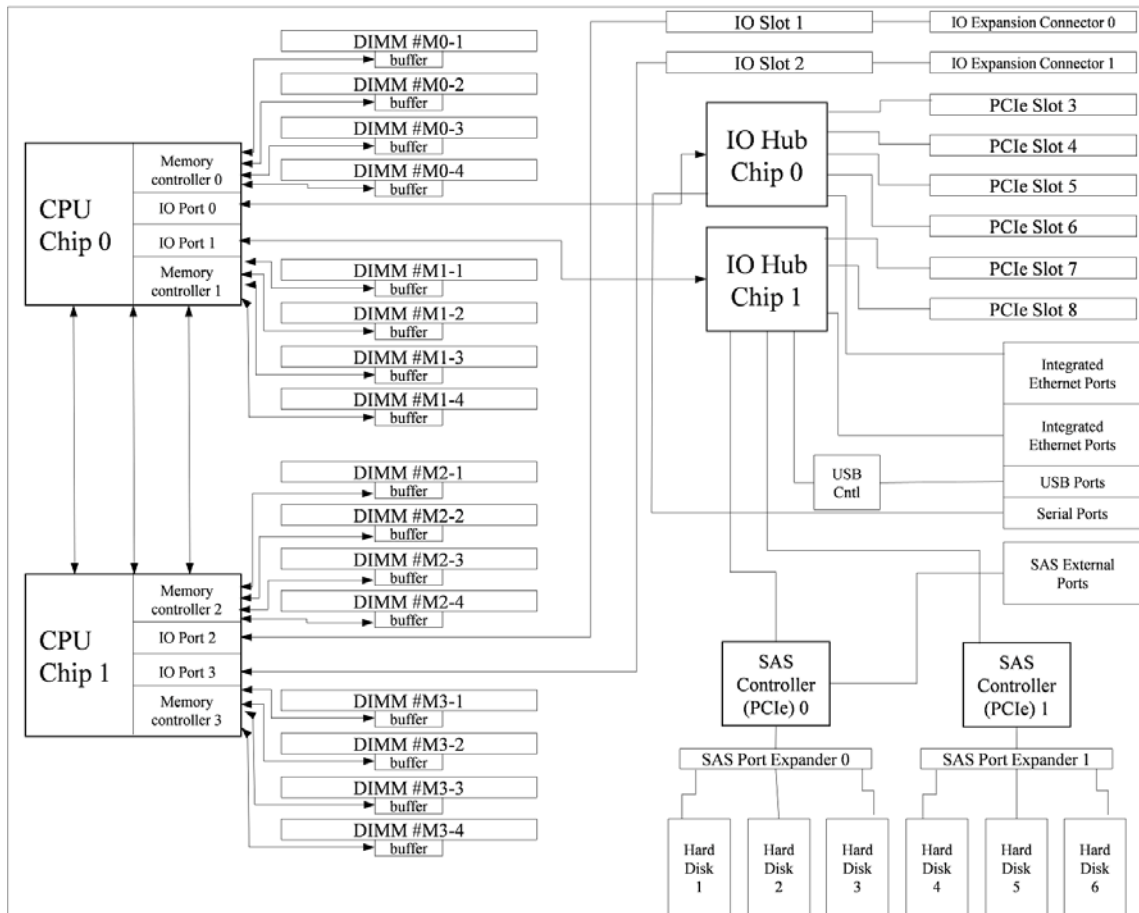 DIMM #M0-1
buffer
DIMM #M0-2
buffer
DIMM #M0-3
buffer
DIMM #M0-4
buffer
CPU
Chip 0
Memory
controller 0
IO Port 0
IO Port 1
Memory
controller 1
DIMM #M1-1
buffer
DIMM #M1-2
buffer
DIMM #M1-3
buffer
DIMM #M1-4
buffer
DIMM #M2-1
buffer
DIMM #M2-2
buffer
DIMM #M2-3
buffer
DIMM #M2-4
buffer
CPU
Chip 1
Memory
controller 2
IO Port 2
IO Port 3
Memory
controller 3
DIMM #M3-1
buffer
DIMM #M3-2
buffer
DIMM #M3-3
buffer
DIMM #M3-4
buffer
IO Slot 1
IO Expansion Connector 0
IO Slot 2
IO Expansion Connector 1
IO Hub
Chip 0
IO Hub
Chip 1
PCIe Slot 3
PCIe Slot 4
PCIe Slot 5
PCIe Slot 6
PCIe Slot 7
PCIe Slot 8
Integrated
Ethernet Ports
Integrated
Ethernet Ports
USB
Cntl
USB Ports
Serial Ports
SAS External
Ports
SAS
Controller
(PCIe) 0
SAS
Controller
(PCIe) 1
SAS Port Expander 0
SAS Port Expander 1
Hard
Disk
1
Hard
Disk
2
Hard
Disk
3
Hard
Disk
4
Hard
Disk
5
Hard
Disk
6